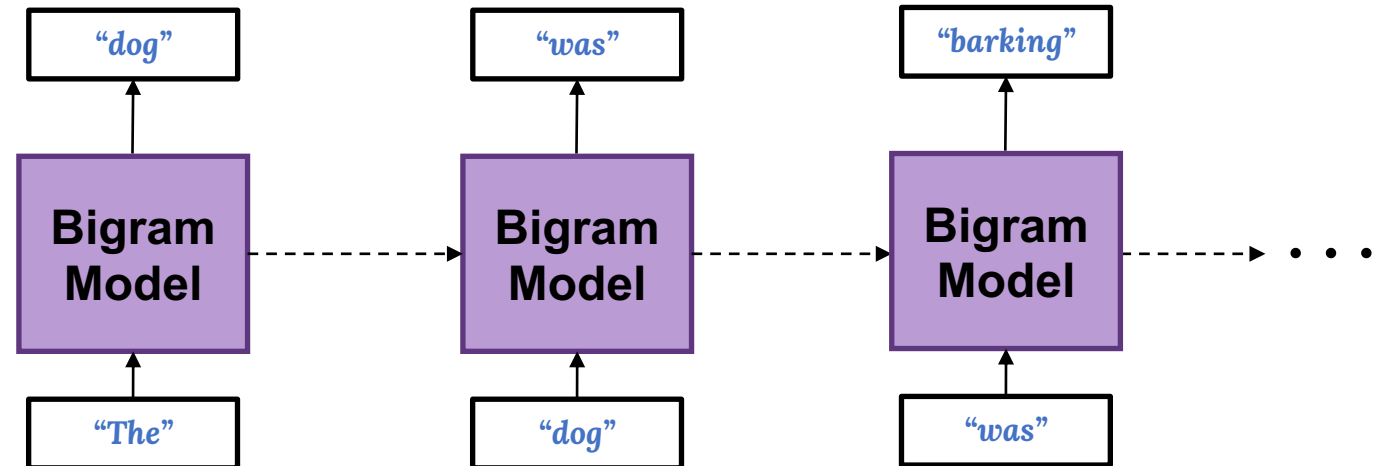 “dog”
“was”
“barking”
Bigram
Model
Bigram
Model
Bigram
Model
. . .
“The”
“dog”
“was”